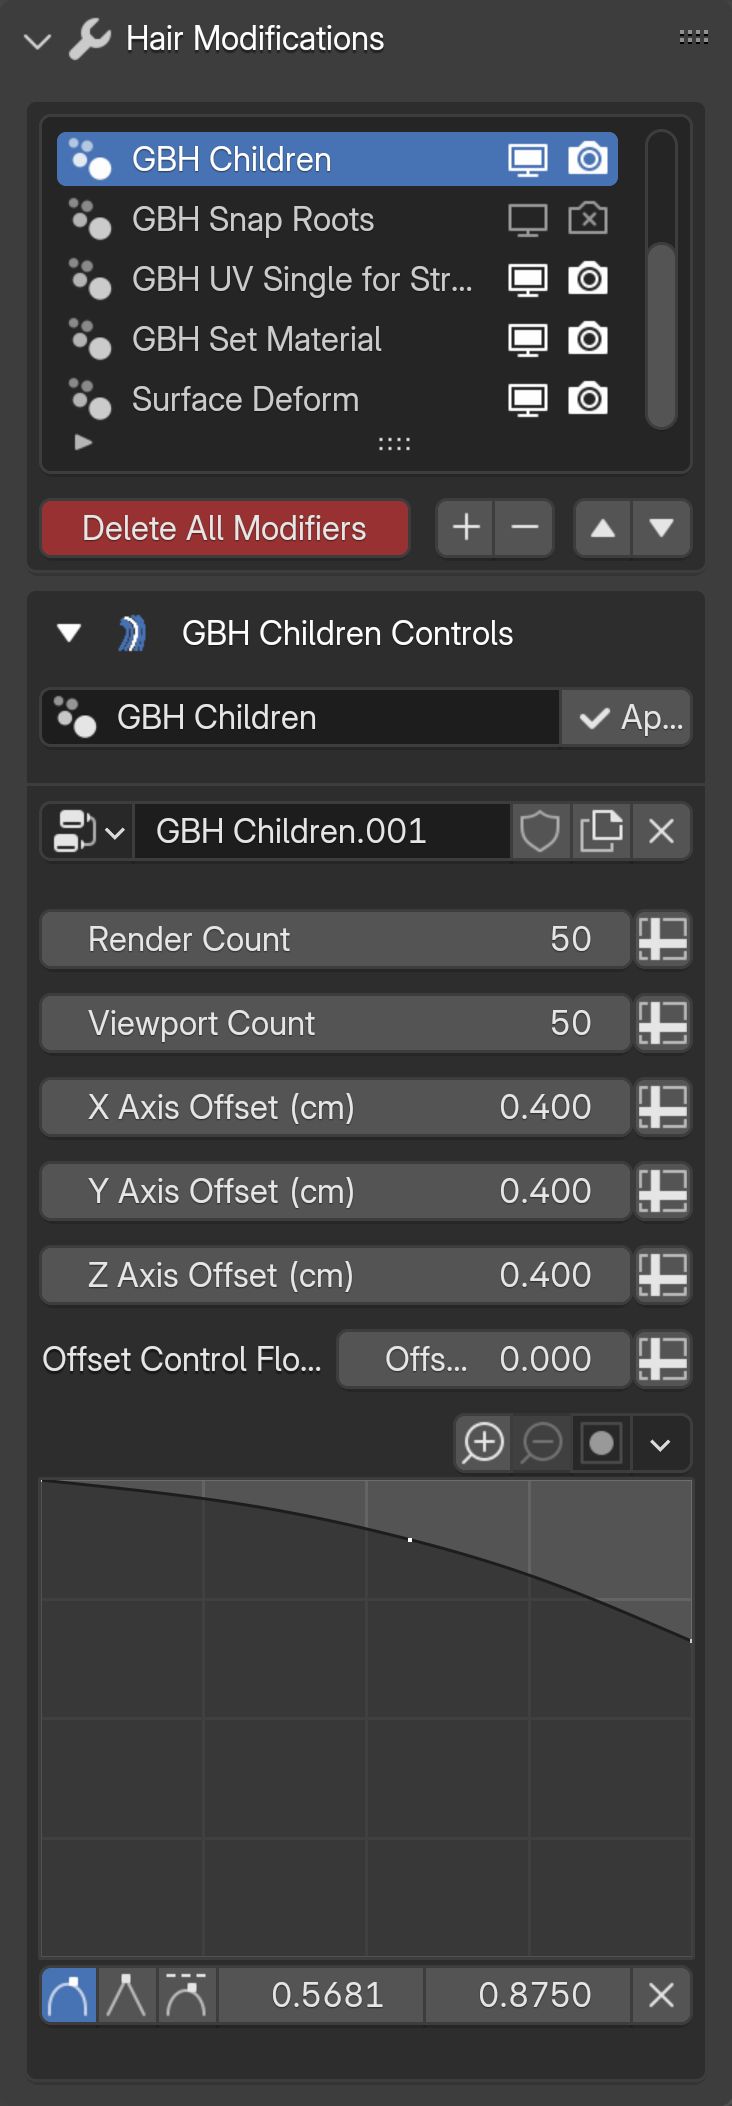 Hair Modifications
GBH Children
GBH Snap Roots
GBH UV Single for Str...
GBH Set Material
Surface Deform
Delete All Modifiers
GBH Children Controls
GBH Children Ap...
GBH Children.001
Render Count 50
Viewport Count 50
X Axis Offset (cm) 0.400
Y Axis Offset (cm) 0.400
Z Axis Offset (cm) 0.400
Offset Control Flo... Offs... 0.000
0.5681 0.8750